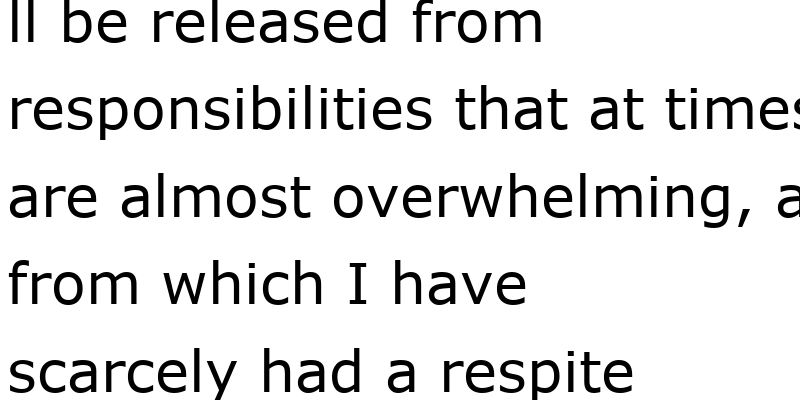 ll be released from
responsibilities that at times
are almost overwhelming, a
from which I have
scarcely had a respite